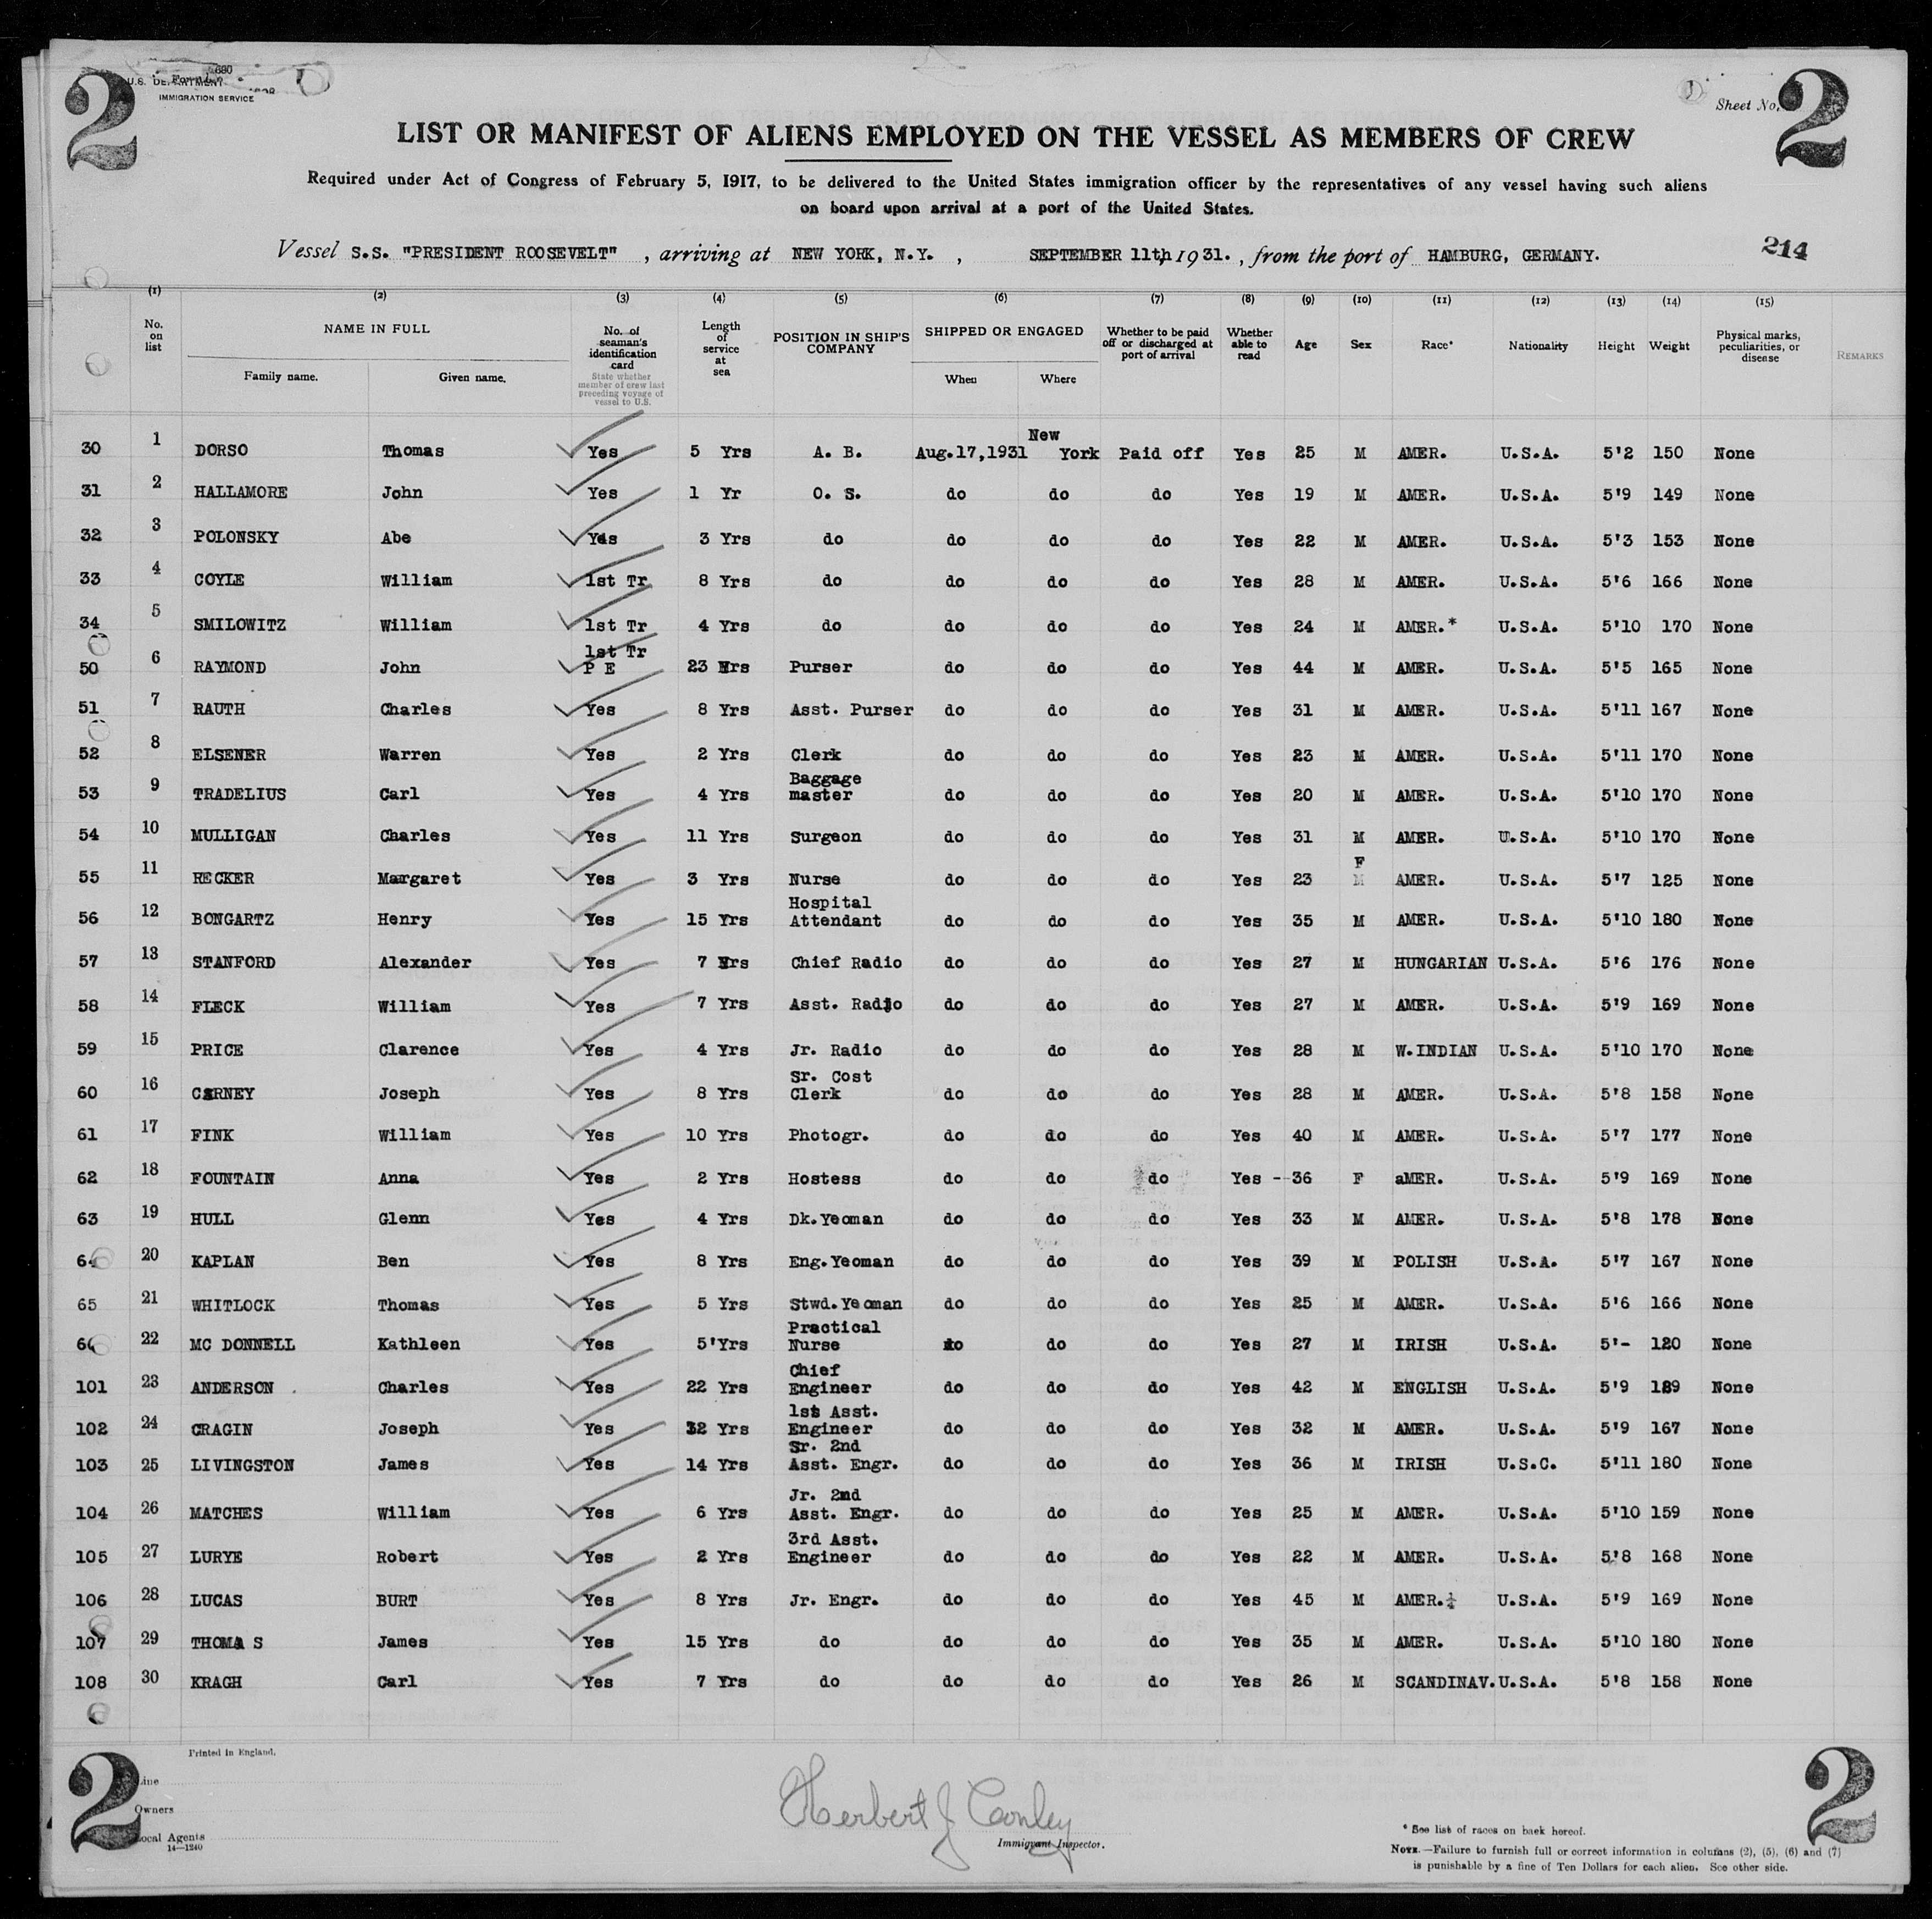 2 2
U.S. DEPARTMENT
IMMIGRATION SERVICE
Sheet No.
LIST OR MANIFEST OF ALIENS EMPLOYED ON THE VESSEL AS MEMBERS OF CREW
Required under Act of Congress of February 5, 1917, to be delivered to the United States immigration officer by the representatives of any vessel having such aliens
on board upon arrival at a port of the United States.
Vessel S.S. "PRESIDENT ROOSEVELT" , arriving at NEW YORK, N.Y. , SEPTEMBER 11th, 1931. , from the port of HAMBURG, GERMANY. 214
(1) (2) (3) (4) (5) (6) (7) (8) (9) (10) (11) (12) (13) (14) (15)
No. on list NAME IN FULL Family name. Given name. No. of seaman's identification card State whether member of crew last preceding voyage of vessel to U.S. Length of service at sea POSITION IN SHIP'S COMPANY SHIPPED OR ENGAGED When Where Whether to be paid off or discharged at port of arrival Whether able to read Age Sex Race* Nationality Height Weight Physical marks, peculiarities, or disease REMARKS
30 1 DORSO Thomas Yes 5 Yrs A. B. Aug.17,1931 New York Paid off Yes 25 M AMER. U.S.A. 5'2 150 None
31 2 HALLAMORE John Yes 1 Yr O. S. do do do Yes 19 M AMER. U.S.A. 5'9 149 None
32 3 POLONSKY Abe Yes 3 Yrs do do do do Yes 22 M AMER. U.S.A. 5'3 153 None
33 4 COYLE William 1st Tr 8 Yrs do do do do Yes 28 M AMER. U.S.A. 5'6 166 None
34 5 SMILOWITZ William 1st Tr 4 Yrs do do do do Yes 24 M AMER.* U.S.A. 5'10 170 None
50 6 RAYMOND John 1st Tr P E 23 Yrs Purser do do do Yes 44 M AMER. U.S.A. 5'5 165 None
51 7 RAUTH Charles Yes 8 Yrs Asst. Purser do do do Yes 31 M AMER. U.S.A. 5'11 167 None
52 8 ELSENER Warren Yes 2 Yrs Clerk do do do Yes 23 M AMER. U.S.A. 5'11 170 None
53 9 TRADELIUS Carl Yes 4 Yrs Baggage master do do do Yes 20 M AMER. U.S.A. 5'10 170 None
54 10 MULLIGAN Charles Yes 11 Yrs Surgeon do do do Yes 31 M AMER. U.S.A. 5'10 170 None
55 11 RECKER Margaret Yes 3 Yrs Nurse do do do Yes 23 F M AMER. U.S.A. 5'7 125 None
56 12 BONGARTZ Henry Yes 15 Yrs Hospital Attendant do do do Yes 35 M AMER. U.S.A. 5'10 180 None
57 13 STANFORD Alexander Yes 7 Yrs Chief Radio do do do Yes 27 M HUNGARIAN U.S.A. 5'6 176 None
58 14 FLECK William Yes 7 Yrs Asst. Radio do do do Yes 27 M AMER. U.S.A. 5'9 169 None
59 15 PRICE Clarence Yes 4 Yrs Jr. Radio do do do Yes 28 M W.INDIAN U.S.A. 5'10 170 None
60 16 CARNEY Joseph Yes 8 Yrs Sr. Cost Clerk do do do Yes 28 M AMER. U.S.A. 5'8 158 None
61 17 FINK William Yes 10 Yrs Photogr. do do do Yes 40 M AMER. U.S.A. 5'7 177 None
62 18 FOUNTAIN Anna Yes 2 Yrs Hostess do do do Yes 36 F aMER. U.S.A. 5'9 169 None
63 19 HULL Glenn Yes 4 Yrs Dk.Yeoman do do do Yes 33 M AMER. U.S.A. 5'8 178 None
64 20 KAPLAN Ben Yes 8 Yrs Eng.Yeoman do do do Yes 39 M POLISH U.S.A. 5'7 167 None
65 21 WHITLOCK Thomas Yes 5 Yrs Stwd.Yeoman do do do Yes 25 M AMER. U.S.A. 5'6 166 None
66 22 MC DONNELL Kathleen Yes 5'Yrs Practical Nurse do do do Yes 27 M IRISH U.S.A. 5'- 120 None
101 23 ANDERSON Charles Yes 22 Yrs Chief Engineer do do do Yes 42 M ENGLISH U.S.A. 5'9 189 None
102 24 CRAGIN Joseph Yes 12 Yrs 1st Asst. Engineer do do do Yes 32 M AMER. U.S.A. 5'9 167 None
103 25 LIVINGSTON James Yes 14 Yrs Sr. 2nd Asst. Engr. do do do Yes 36 M IRISH U.S.C. 5'11 180 None
104 26 MATCHES William Yes 6 Yrs Jr. 2nd Asst. Engr. do do do Yes 25 M AMER. U.S.A. 5'10 159 None
105 27 LURYE Robert Yes 2 Yrs 3rd Asst. Engineer do do do Yes 22 M AMER. U.S.A. 5'8 168 None
106 28 LUCAS BURT Yes 8 Yrs Jr. Engr. do do do Yes 45 M AMER.¼ U.S.A. 5'9 169 None
107 29 THOMA S James Yes 15 Yrs do do do do Yes 35 M AMER. U.S.A. 5'10 180 None
108 30 KRAGH Carl Yes 7 Yrs do do do do Yes 26 M SCANDINAV. U.S.A. 5'8 158 None
Printed in England.
Line
Owners
Local Agents
14—1240
Herbert J Conley
Immigrant Inspector.
* See list of races on back hereof.
NOTE.—Failure to furnish full or correct information in columns (2), (5), (6) and (7)
is punishable by a fine of Ten Dollars for each alien. See other side.
2 2